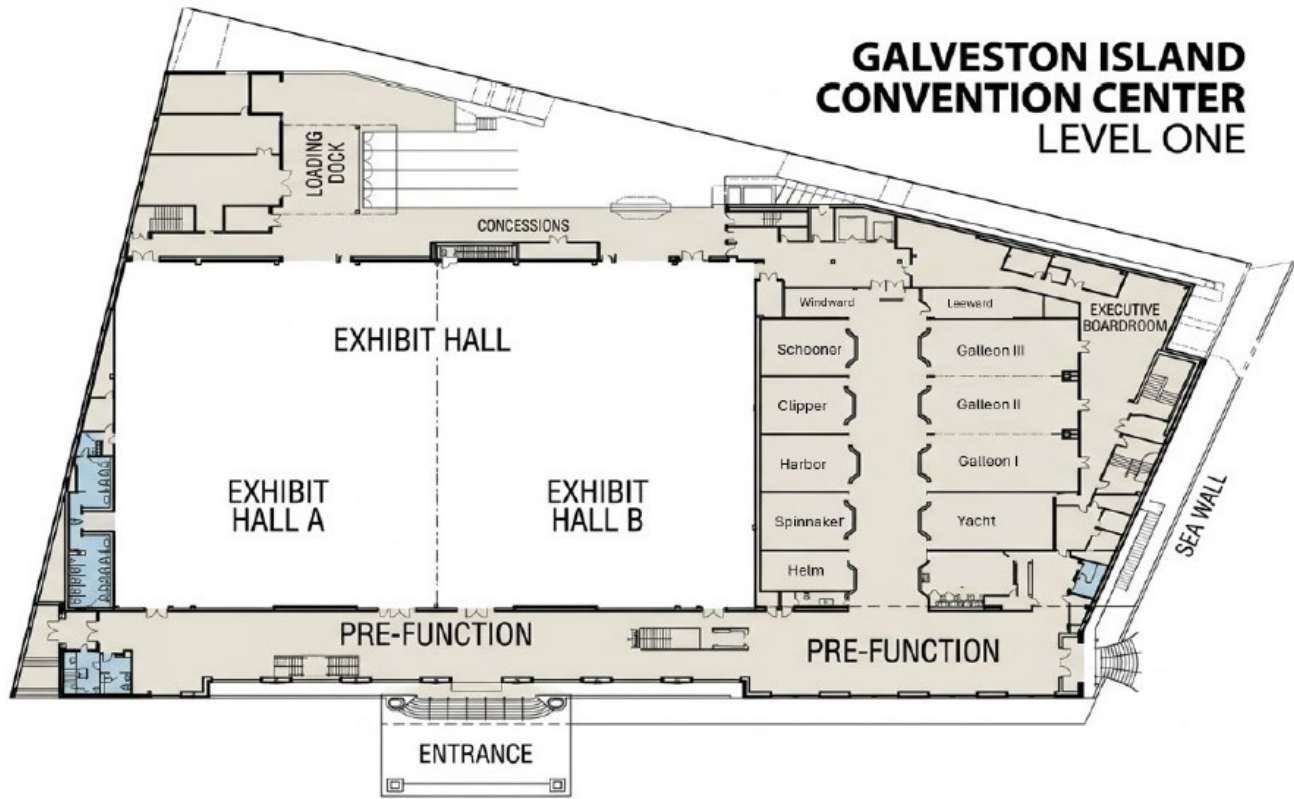 GALVESTON ISLAND
CONVENTION CENTER
LEVEL ONE
LOADING
DOCK
CONCESSIONS
EXHIBIT HALL
EXHIBIT
HALL A
EXHIBIT
HALL B
Windward
Leeward
EXECUTIVE
BOARDROOM
Schooner
Galleon III
Clipper
Galleon II
Harbor
Galleon I
Spinnaker
Yacht
Helm
SEA WALL
PRE-FUNCTION
PRE-FUNCTION
ENTRANCE